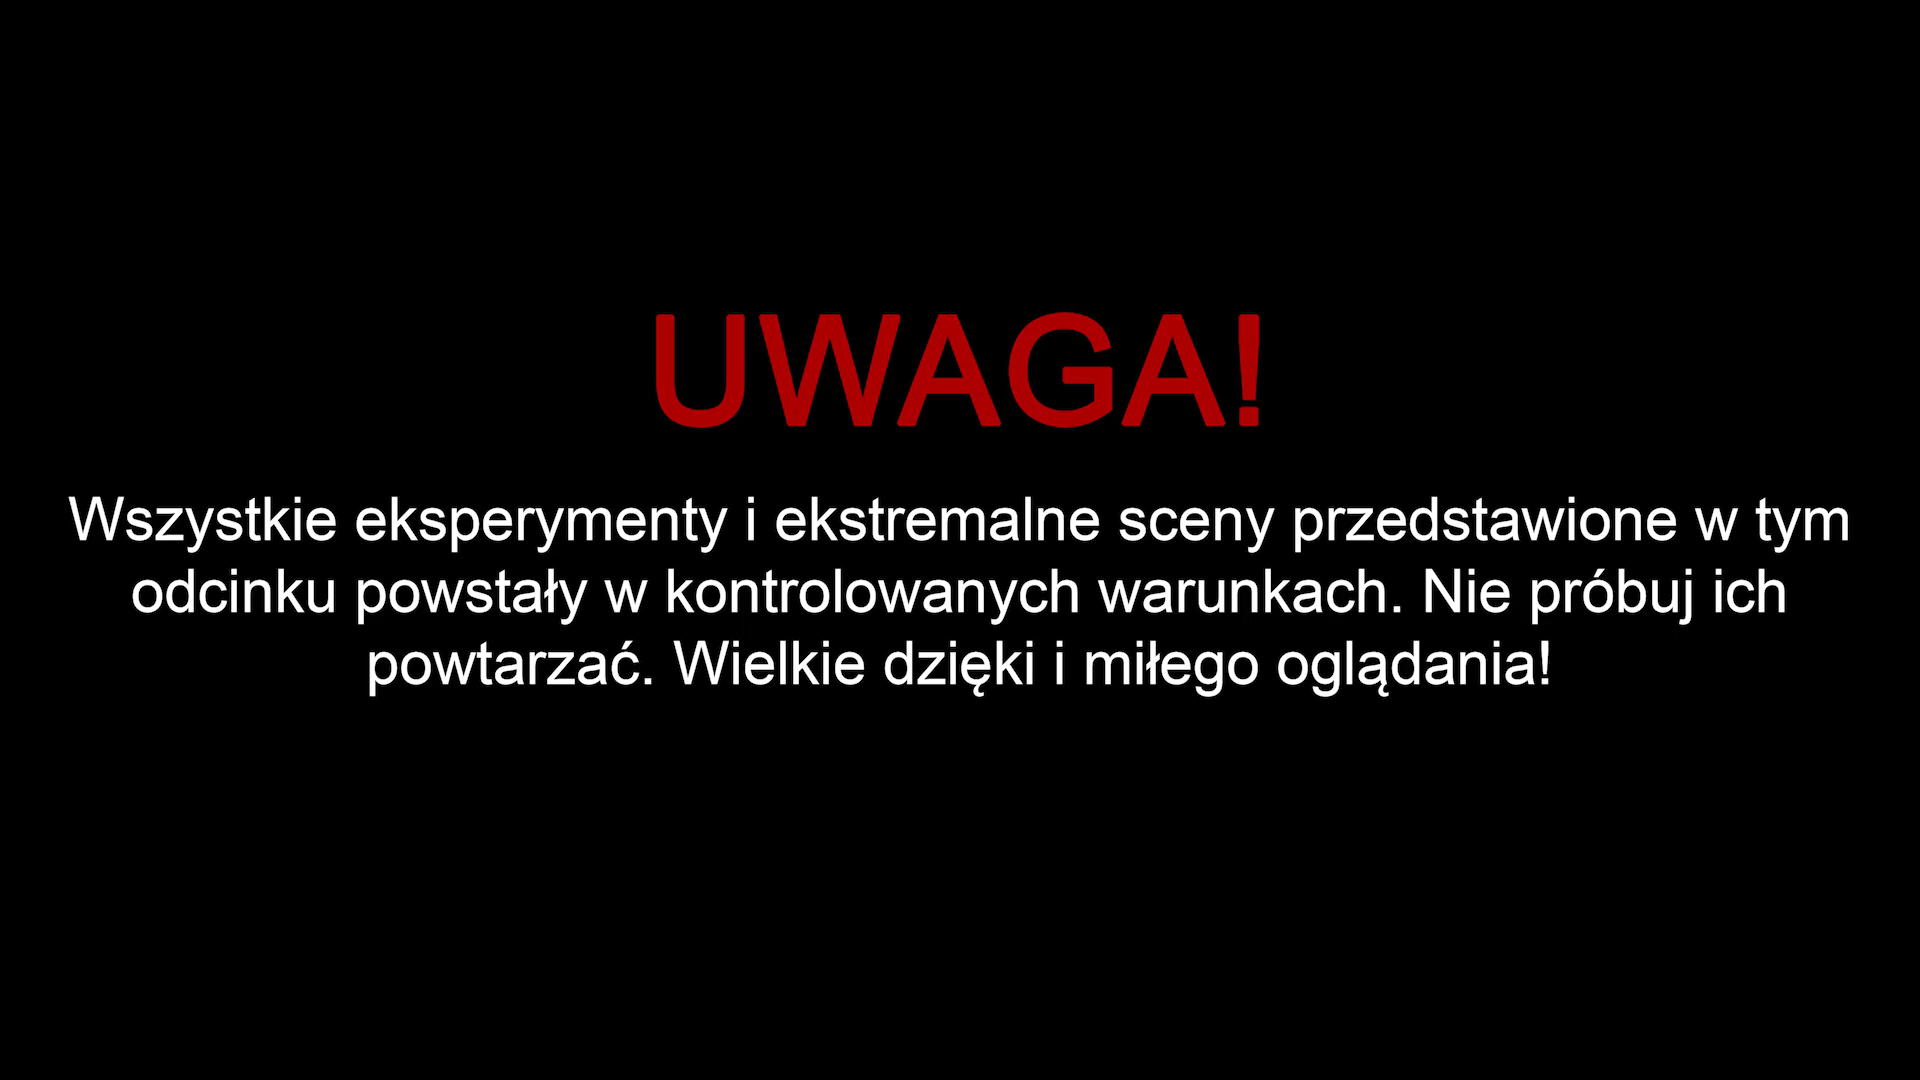 UWAGA!
Wszystkie eksperymenty i ekstremalne sceny przedstawione w tym
odcinku powstały w kontrolowanych warunkach. Nie próbuj ich
powtarzać. Wielkie dzięki i miłego oglądania!